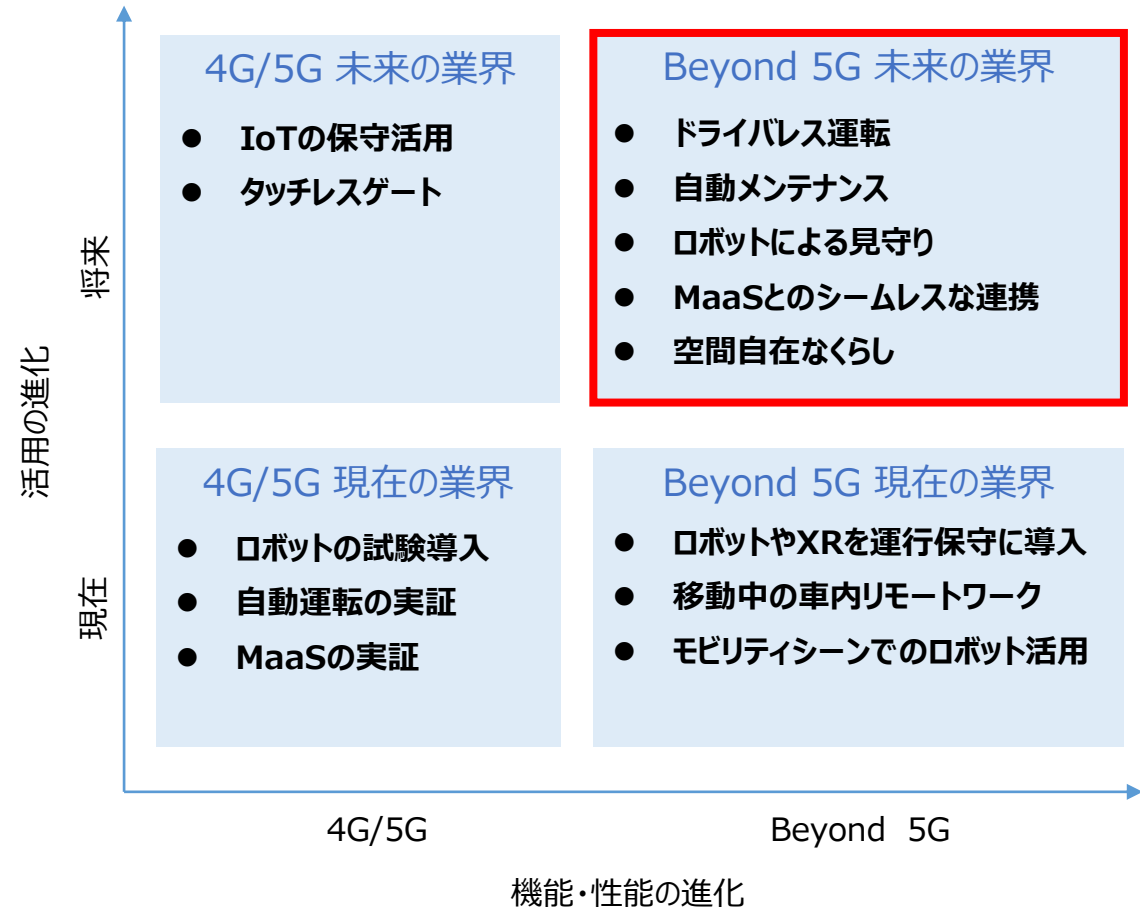 4G/5G 未来の業界
● IoTの保守活用
● タッチレスゲート
Beyond 5G 未来の業界
● ドライバレス運転
● 自動メンテナンス
● ロボットによる見守り
● MaaSとのシームレスな連携
● 空間自在なくらし
4G/5G 現在の業界
● ロボットの試験導入
● 自動運転の実証
● MaaSの実証
Beyond 5G 現在の業界
● ロボットやXRを運行保守に導入
● 移動中の車内リモートワーク
● モビリティシーンでのロボット活用
活用の進化
将来
現在
4G/5G
Beyond 5G
機能・性能の進化